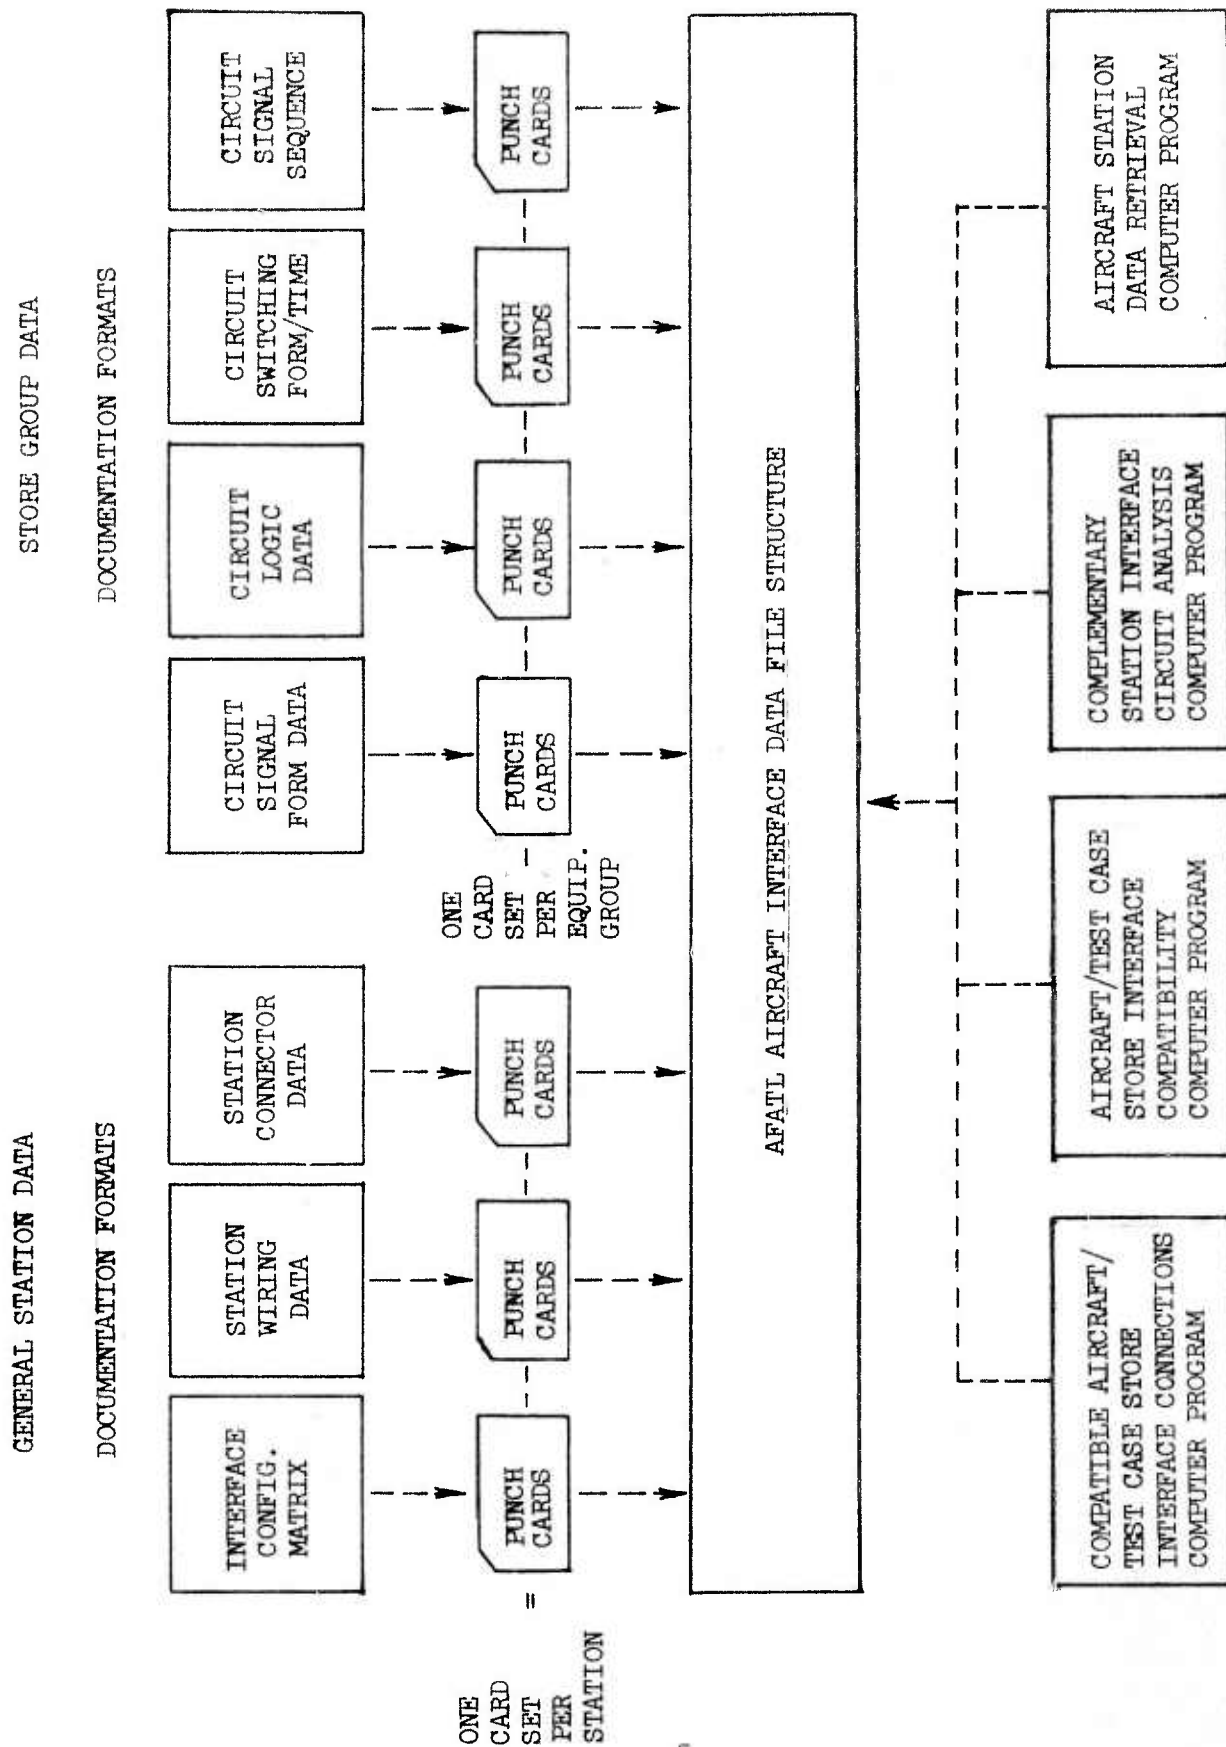 GENERAL STATION DATA
DOCUMENTATION FORMATS
STORE GROUP DATA
DOCUMENTATION FORMATS
INTERFACE
CONFIG.
MATRIX
STATION
WIRING
DATA
STATION
CONNECTOR
DATA
CIRCUIT
SIGNAL
FORM DATA
CIRCUIT
LOGIC
DATA
CIRCUIT
SWITCHING
FORM/TIME
CIRCUIT
SIGNAL
SEQUENCE
ONE
CARD
SET =
PER
STATION
PUNCH
CARDS
PUNCH
CARDS
PUNCH
CARDS
ONE
CARD
SET
PER
EQUIP.
GROUP
PUNCH
CARDS
PUNCH
CARDS
PUNCH
CARDS
PUNCH
CARDS
AFATL AIRCRAFT INTERFACE DATA FILE STRUCTURE
COMPATIBLE AIRCRAFT/
TEST CASE STORE
INTERFACE CONNECTIONS
COMPUTER PROGRAM
AIRCRAFT/TEST CASE
STORE INTERFACE
COMPATIBILITY
COMPUTER PROGRAM
COMPLEMENTARY
STATION INTERFACE
CIRCUIT ANALYSIS
COMPUTER PROGRAM
AIRCRAFT STATION
DATA RETRIEVAL
COMPUTER PROGRAM